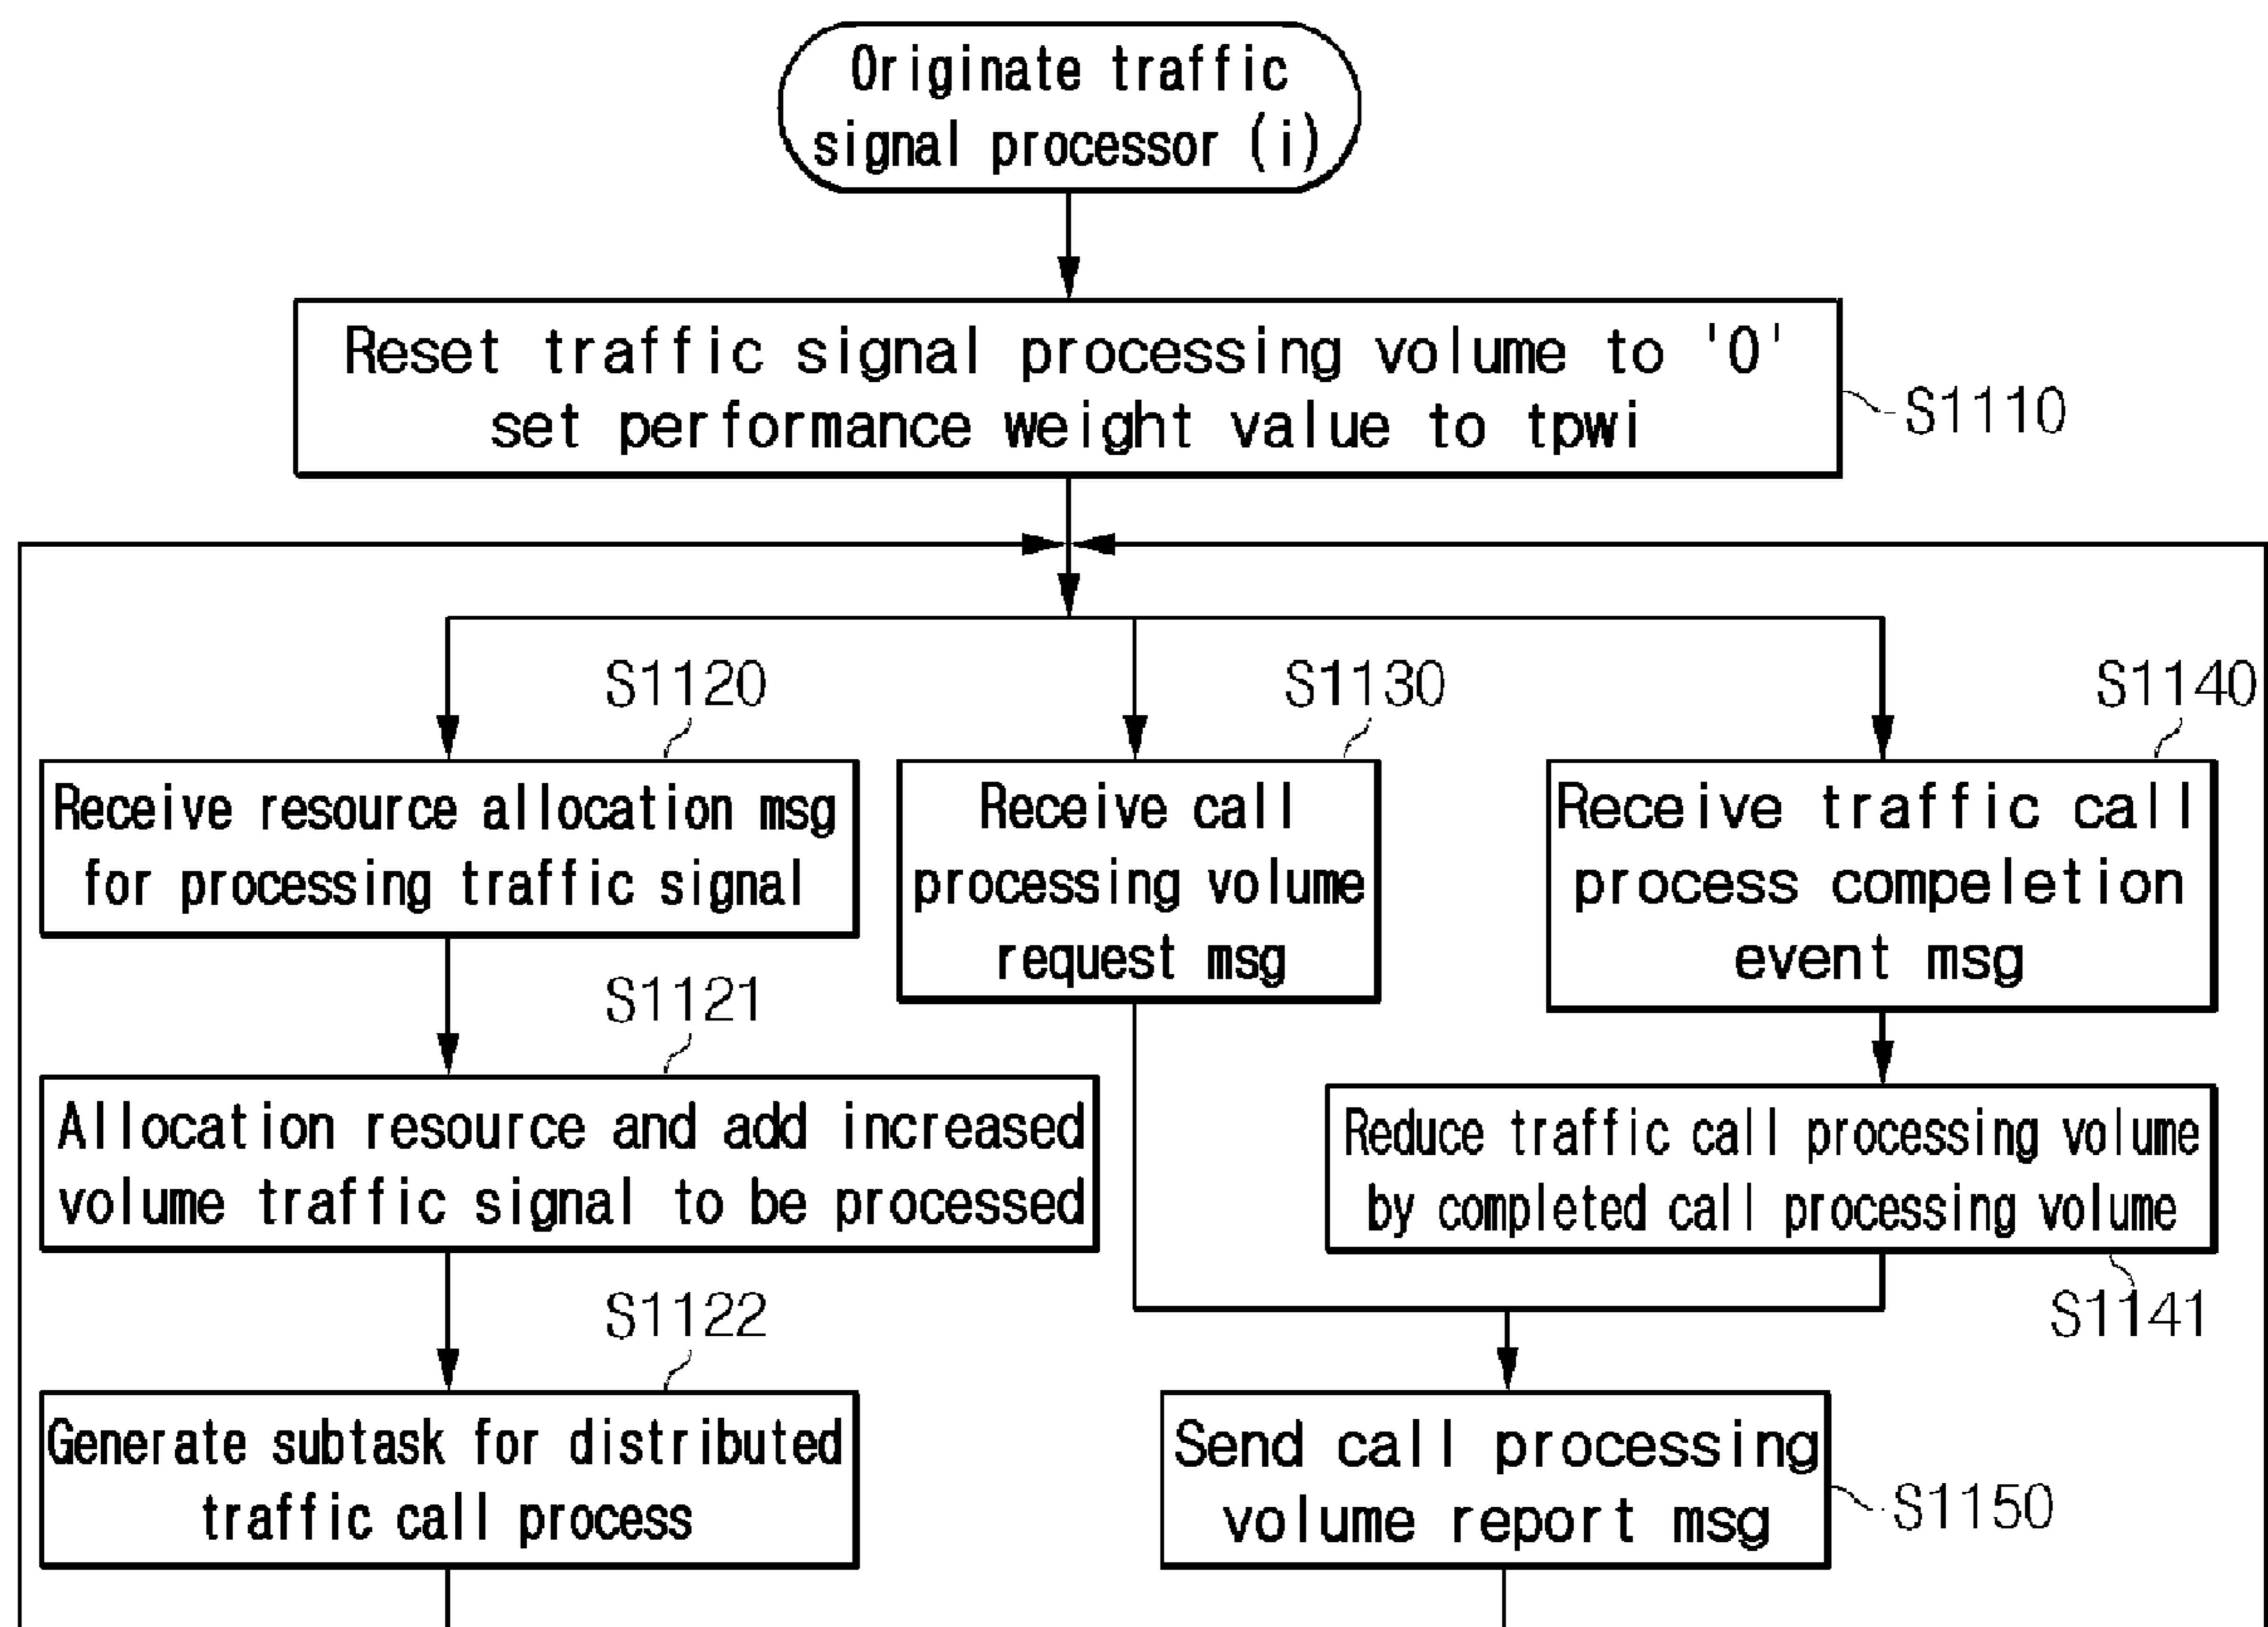 Originate traffic
signal processor (i)
Reset traffic signal processing volume to '0'
set performance weight value to tpwi
S1110
S1120
S1130
S1140
Receive resource allocation msg
for processing traffic signal
Receive call
processing volume
request msg
Receive traffic call
process compeletion
event msg
S1121
Allocation resource and add increased
volume traffic signal to be processed
Reduce traffic call processing volume
by completed call processing volume
S1141
S1122
Generate subtask for distributed
traffic call process
Send call processing
volume report msg
S1150